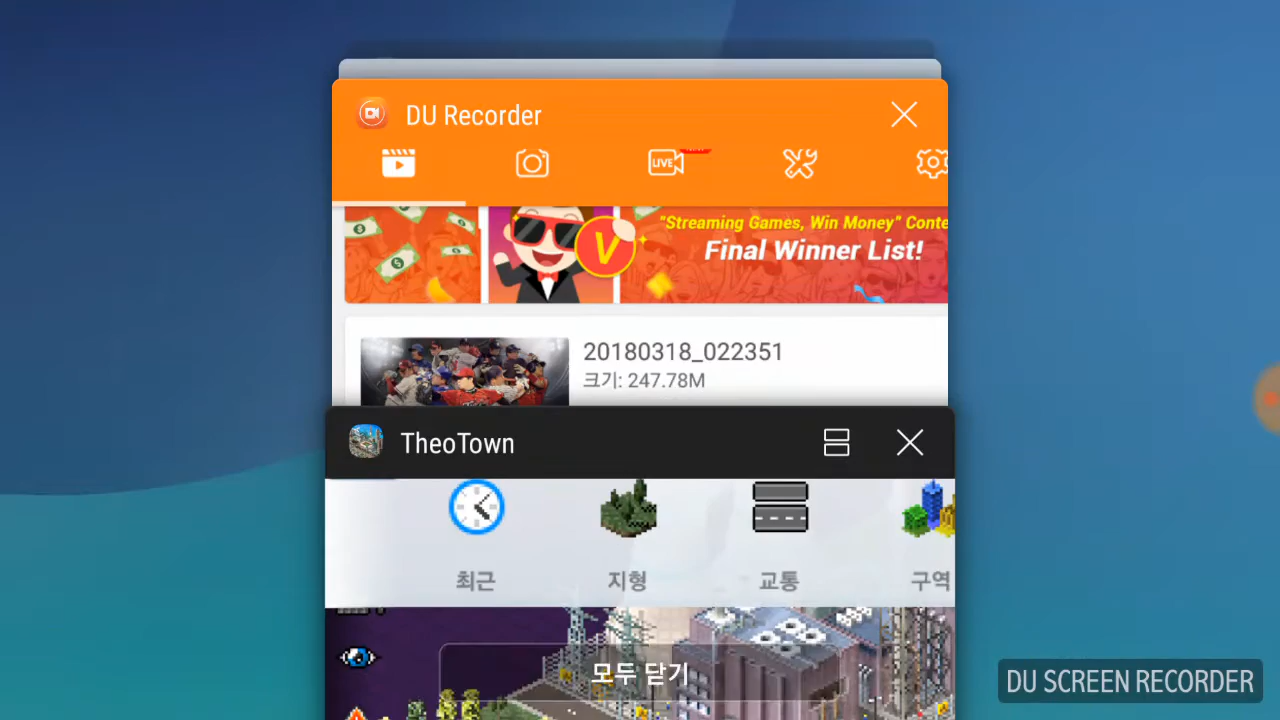 DU Recorder
LIVE
"Streaming Games, Win Money" Conte
Final Winner List!
V
20180318_022351
크기: 247.78M
TheoTown
최근
지형
교통
구역
모두 닫기
DU SCREEN RECORDER